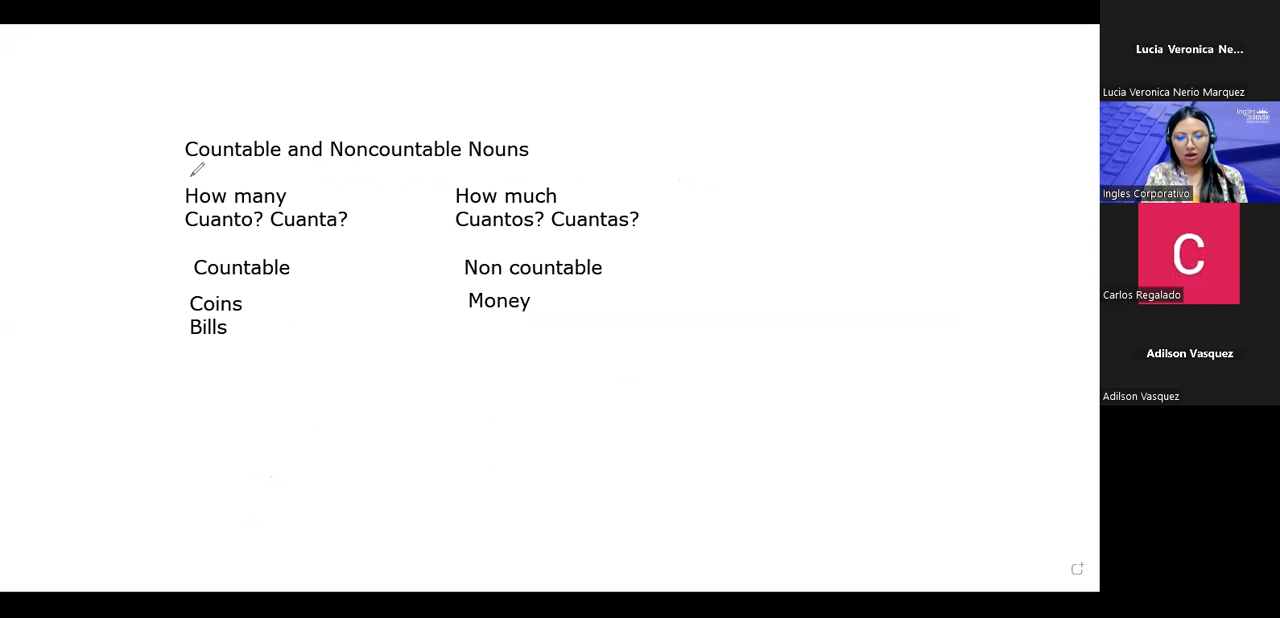 Countable and Noncountable Nouns
How many
Cuanto? Cuanta?
How much
Cuantos? Cuantas?
Countable
Non countable
Coins
Bills
Money
Lucia Veronica Ne...
Lucia Veronica Nerio Marquez
Ingles
Ingles Corporativo
C
Carlos Regalado
Adilson Vasquez
Adilson Vasquez